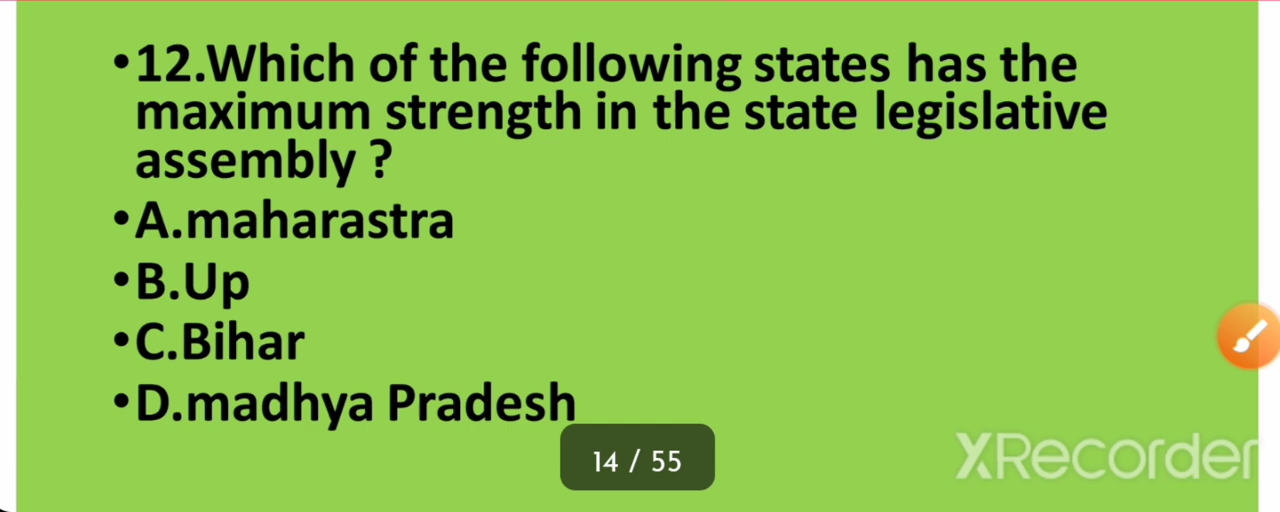 •12.Which of the following states has the
maximum strength in the state legislative
assembly ?
•A.maharastra
•B.Up
•C.Bihar
•D.madhya Pradesh
14 / 55
XRecorder